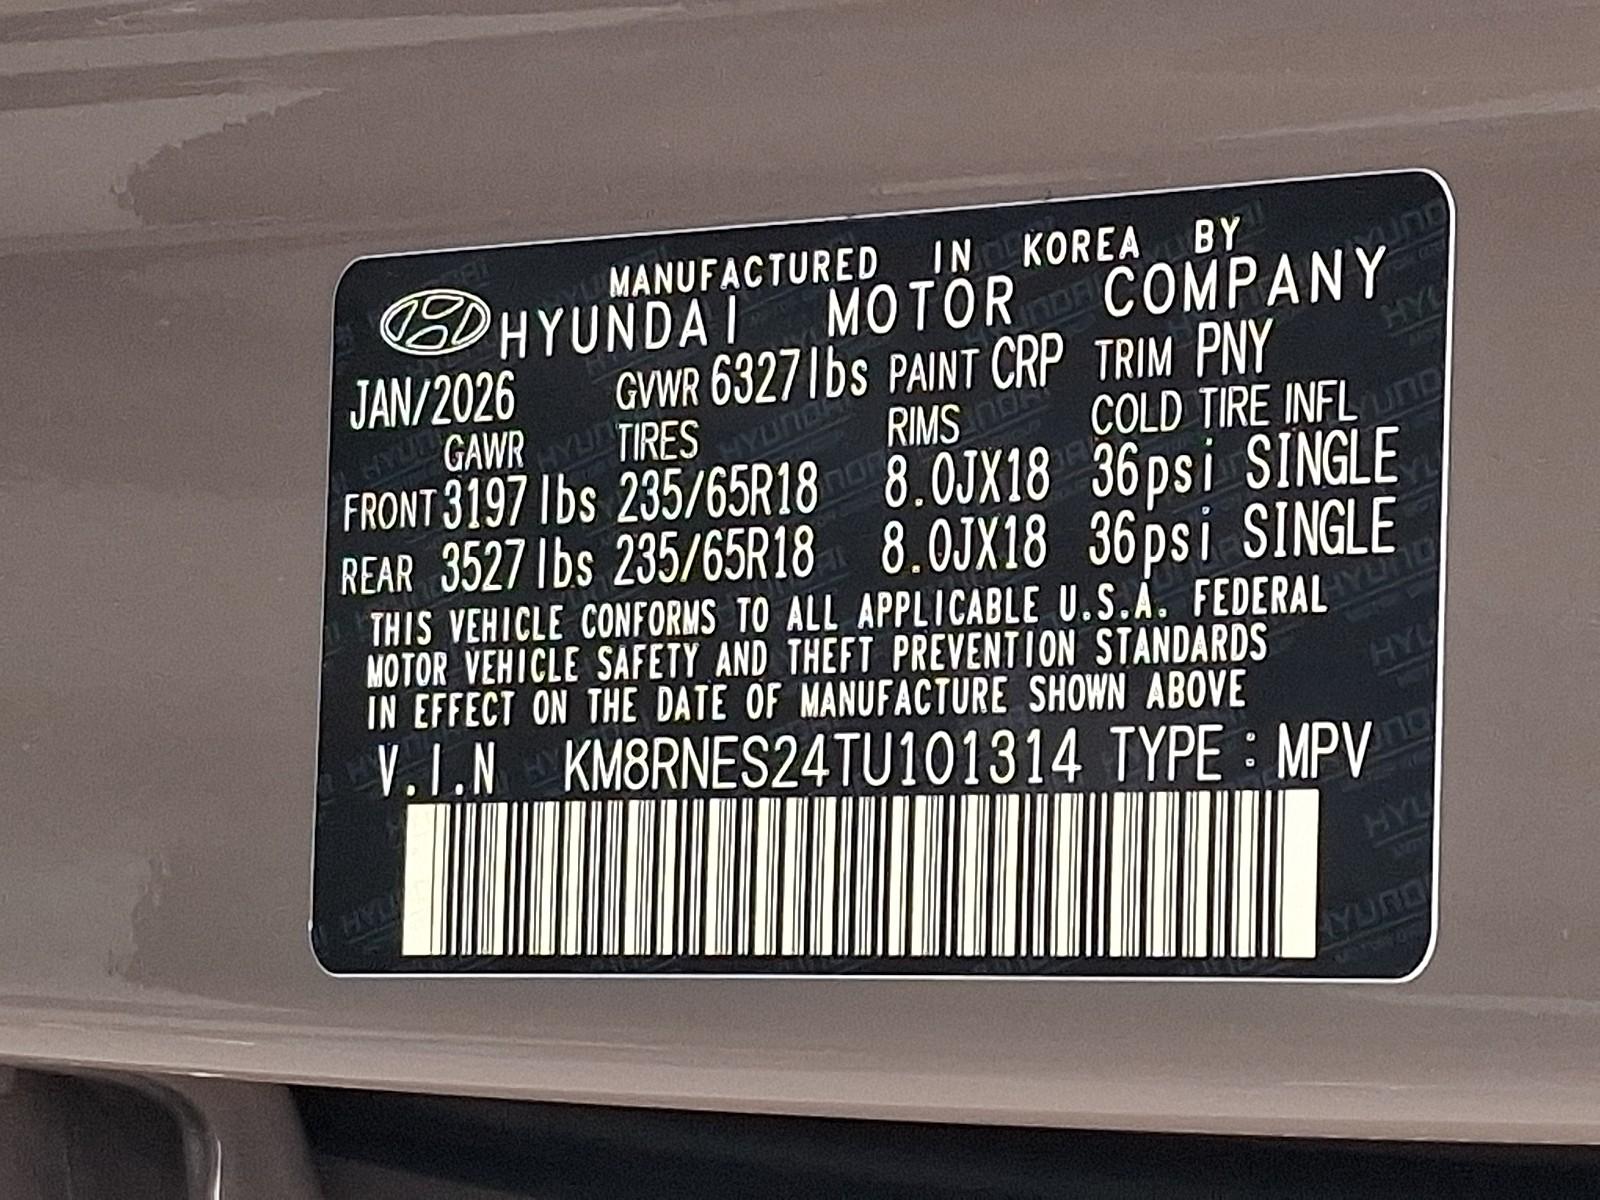 MANUFACTURED IN KOREA BY
HYUNDAI MOTOR COMPANY
JAN/2026 GVWR 6327lbs PAINT CRP TRIM PNY
GAWR TIRES RIMS COLD TIRE INFL
FRONT 3197lbs 235/65R18 8.0JX18 36psi SINGLE
REAR 3527lbs 235/65R18 8.0JX18 36psi SINGLE
THIS VEHICLE CONFORMS TO ALL APPLICABLE U.S.A. FEDERAL
MOTOR VEHICLE SAFETY AND THEFT PREVENTION STANDARDS
IN EFFECT ON THE DATE OF MANUFACTURE SHOWN ABOVE
V.I.N KM8RNES24TU101314 TYPE : MPV